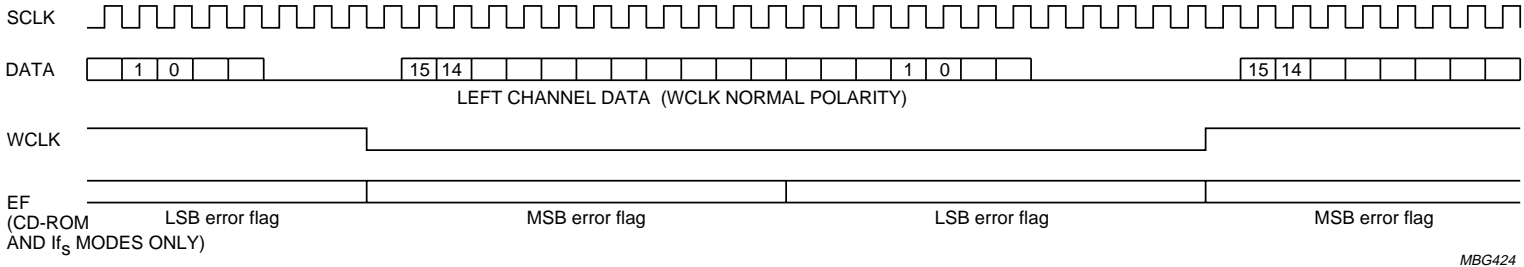 SCLK
DATA 1 0 15 14 1 0 15 14
LEFT CHANNEL DATA (WCLK NORMAL POLARITY)
WCLK
EF
(CD-ROM
AND Ifs MODES ONLY)
LSB error flag MSB error flag LSB error flag MSB error flag
MBG424